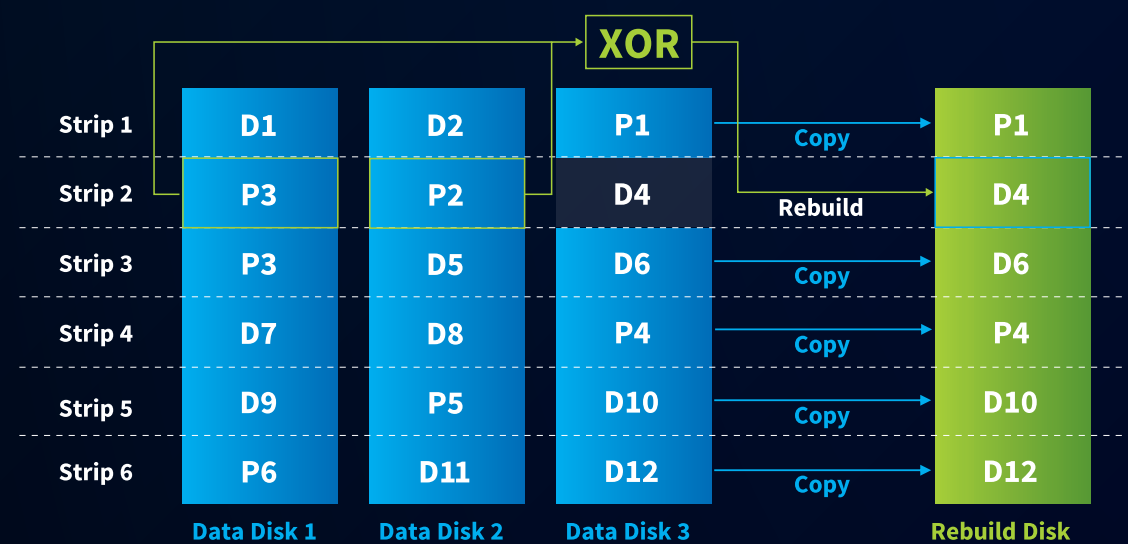 XOR
Strip 1 D1 D2 P1 Copy P1
Strip 2 P3 P2 D4 Rebuild D4
Strip 3 P3 D5 D6 Copy D6
Strip 4 D7 D8 P4 Copy P4
Strip 5 D9 P5 D10 Copy D10
Strip 6 P6 D11 D12 Copy D12
Data Disk 1 Data Disk 2 Data Disk 3 Rebuild Disk